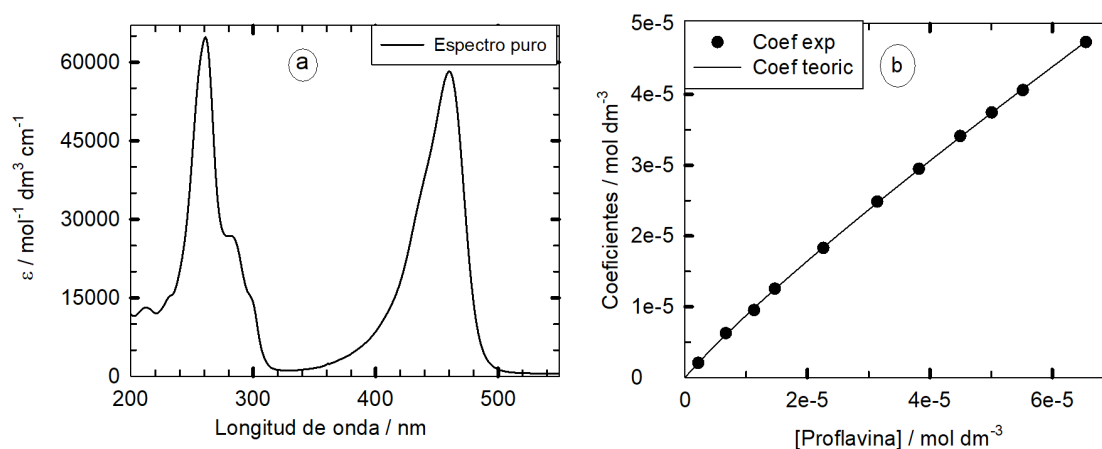 Espectro puro
a
60000
45000
30000
15000
0
200
300
400
500
ε / mol⁻¹ dm³ cm⁻¹
Longitud de onda / nm
Coef exp
Coef teoric
b
5e-5
4e-5
3e-5
2e-5
1e-5
0
0
2e-5
4e-5
6e-5
Coeficientes / mol dm⁻³
[Proflavina] / mol dm⁻³